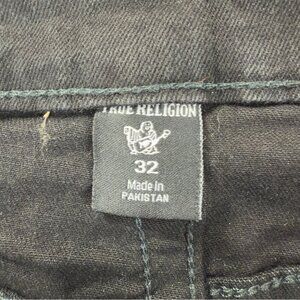 TRUE RELIGION
32
Made in
PAKISTAN